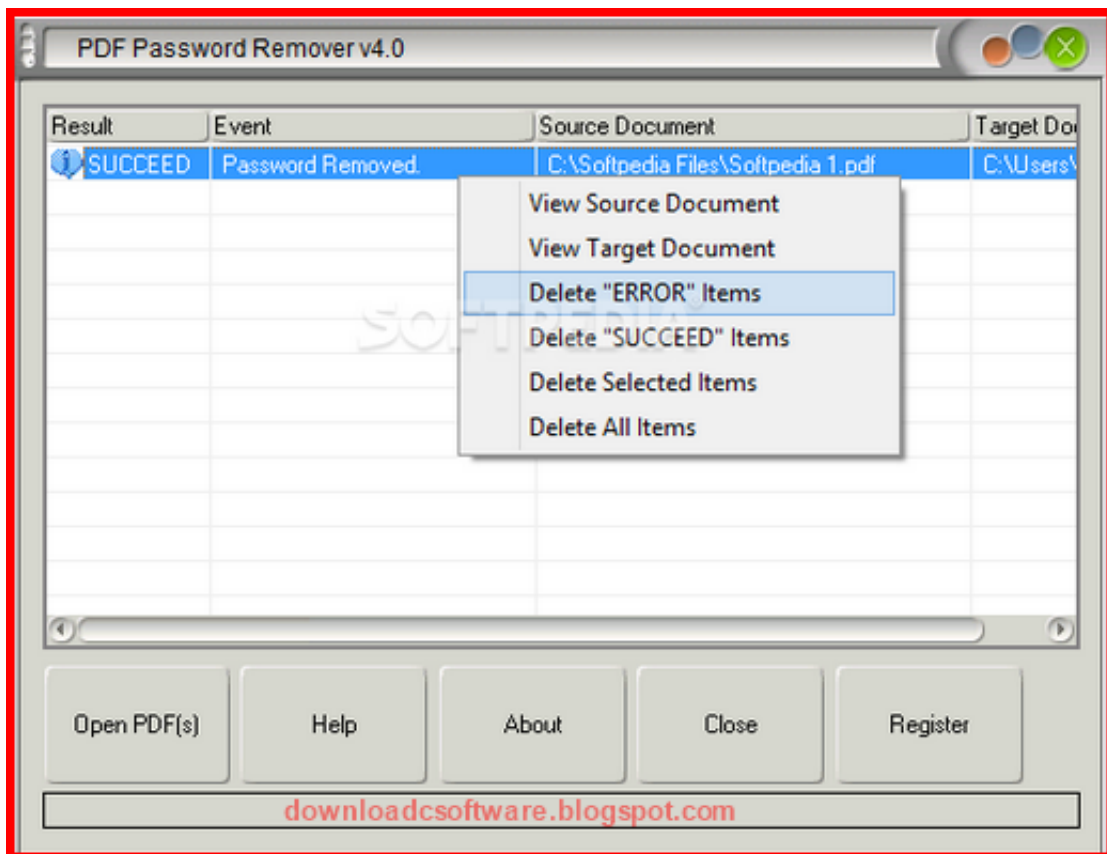 PDF Password Remover v4.0
Result Event Source Document Target Do
SUCCEED Password Removed. C:\Softpedia Files\Softpedia 1.pdf C:\Users\
View Source Document
View Target Document
Delete "ERROR" Items
SOFTPEDIA
Delete "SUCCEED" Items
Delete Selected Items
Delete All Items
Open PDF(s) Help About Close Register
downloadcsoftware.blogspot.com